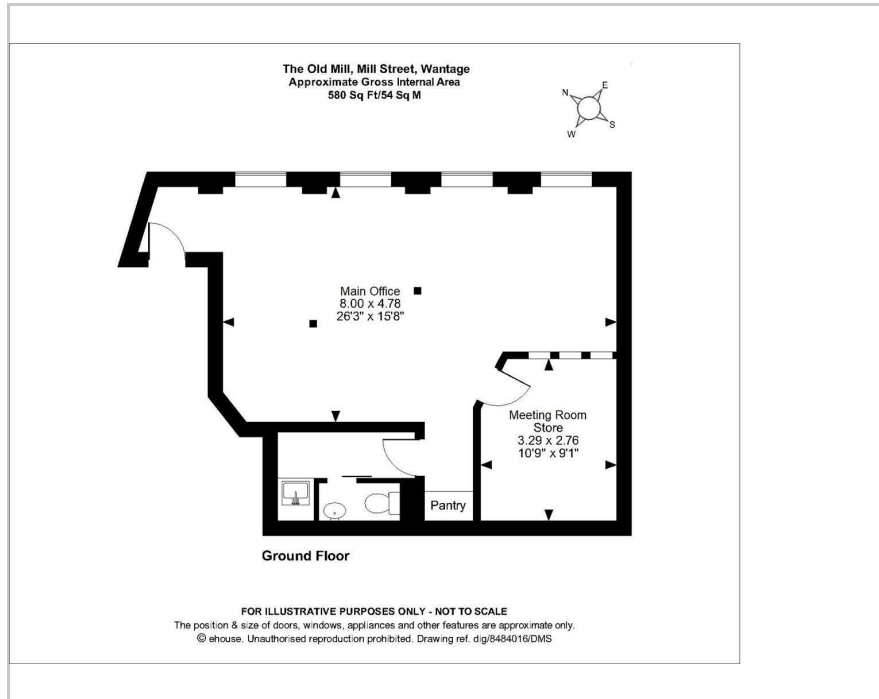 The Old Mill, Mill Street, Wantage
Approximate Gross Internal Area
580 Sq Ft/54 Sq M
N
E
W
S
Main Office
8.00 x 4.78
26'3" x 15'8"
Meeting Room
Store
3.29 x 2.76
10'9" x 9'1"
Pantry
Ground Floor
FOR ILLUSTRATIVE PURPOSES ONLY - NOT TO SCALE
The position & size of doors, windows, appliances and other features are approximate only.
© ehouse. Unauthorised reproduction prohibited. Drawing ref. dig/8484016/DMS